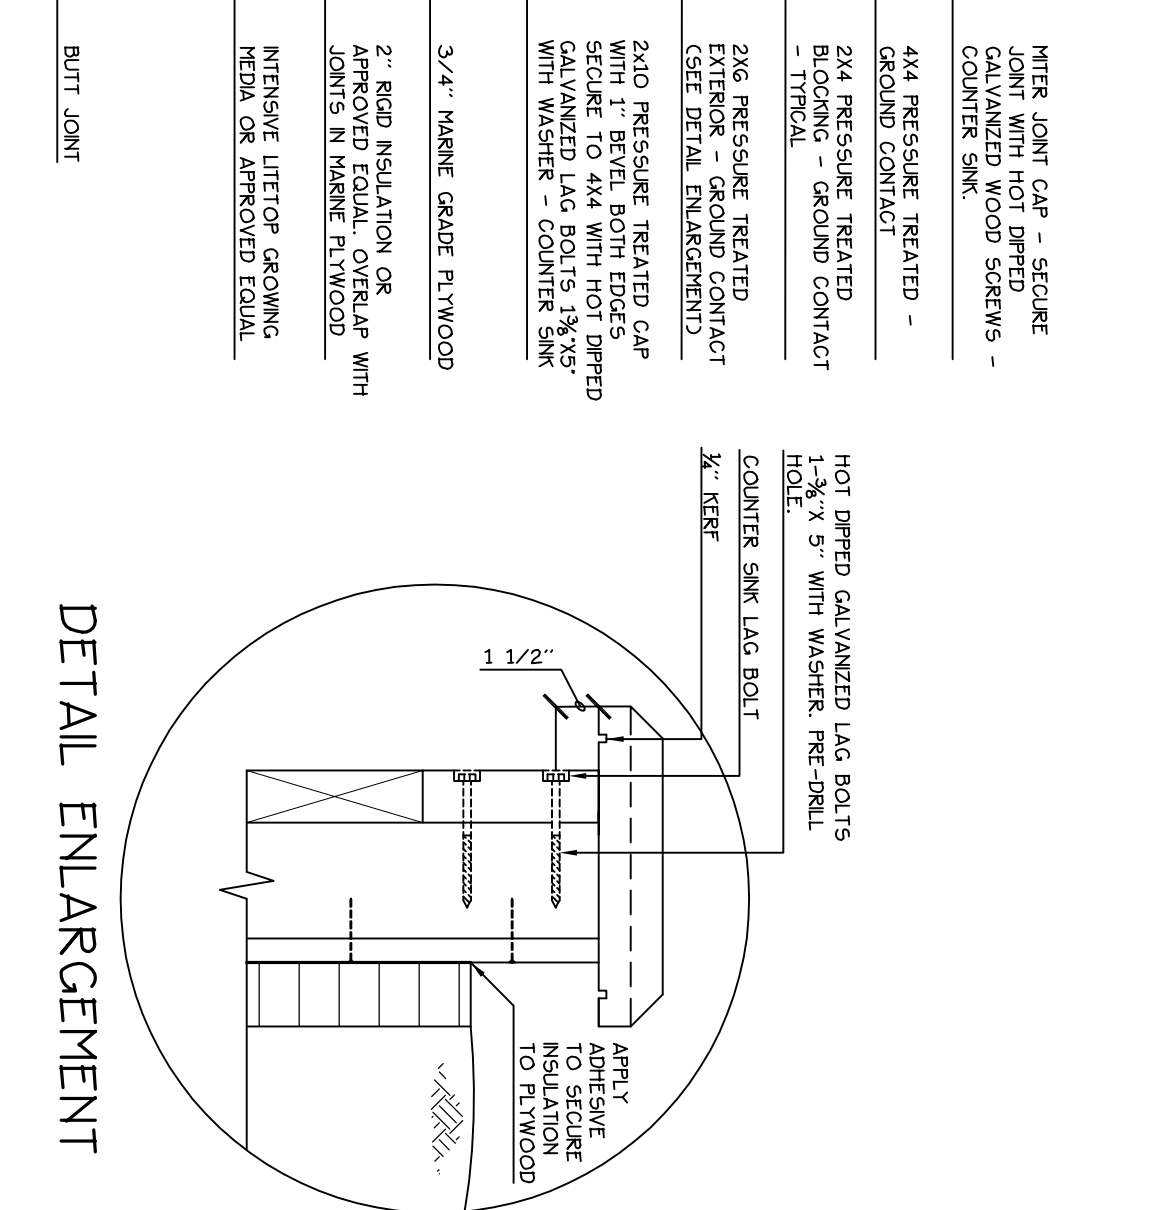 MITER JOINT CAP - SECURE
JOINT WITH HOT DIPPED
GALVANIZED WOOD SCREWS -
COUNTER SINK.
4X4 PRESSURE TREATED -
GROUND CONTACT
2X4 PRESSURE TREATED
BLOCKING - GROUND CONTACT
- TYPICAL
2X6 PRESSURE TREATED
EXTERIOR - GROUND CONTACT
(SEE DETAIL ENLARGEMENT)
2x10 PRESSURE TREATED CAP
WITH 1" BEVEL BOTH EDGES
SECURE TO 4X4 WITH HOT DIPPED
GALVANIZED LAG BOLTS 1⅜"X5"
WITH WASHER - COUNTER SINK
3/4" MARINE GRADE PLYWOOD
2" RIGID INSULATION OR
APPROVED EQUAL. OVERLAP WITH
JOINTS IN MARINE PLYWOOD
INTENSIVE LITETOP GROWING
MEDIA OR APPROVED EQUAL
BUTT JOINT
HOT DIPPED GALVANIZED LAG BOLTS
1-⅜"X 5" WITH WASHER. PRE-DRILL
HOLE.
COUNTER SINK LAG BOLT
¼" KERF
1 1/2"
APPLY
ADHESIVE
TO SECURE
INSULATION
TO PLYWOOD
DETAIL ENLARGEMENT